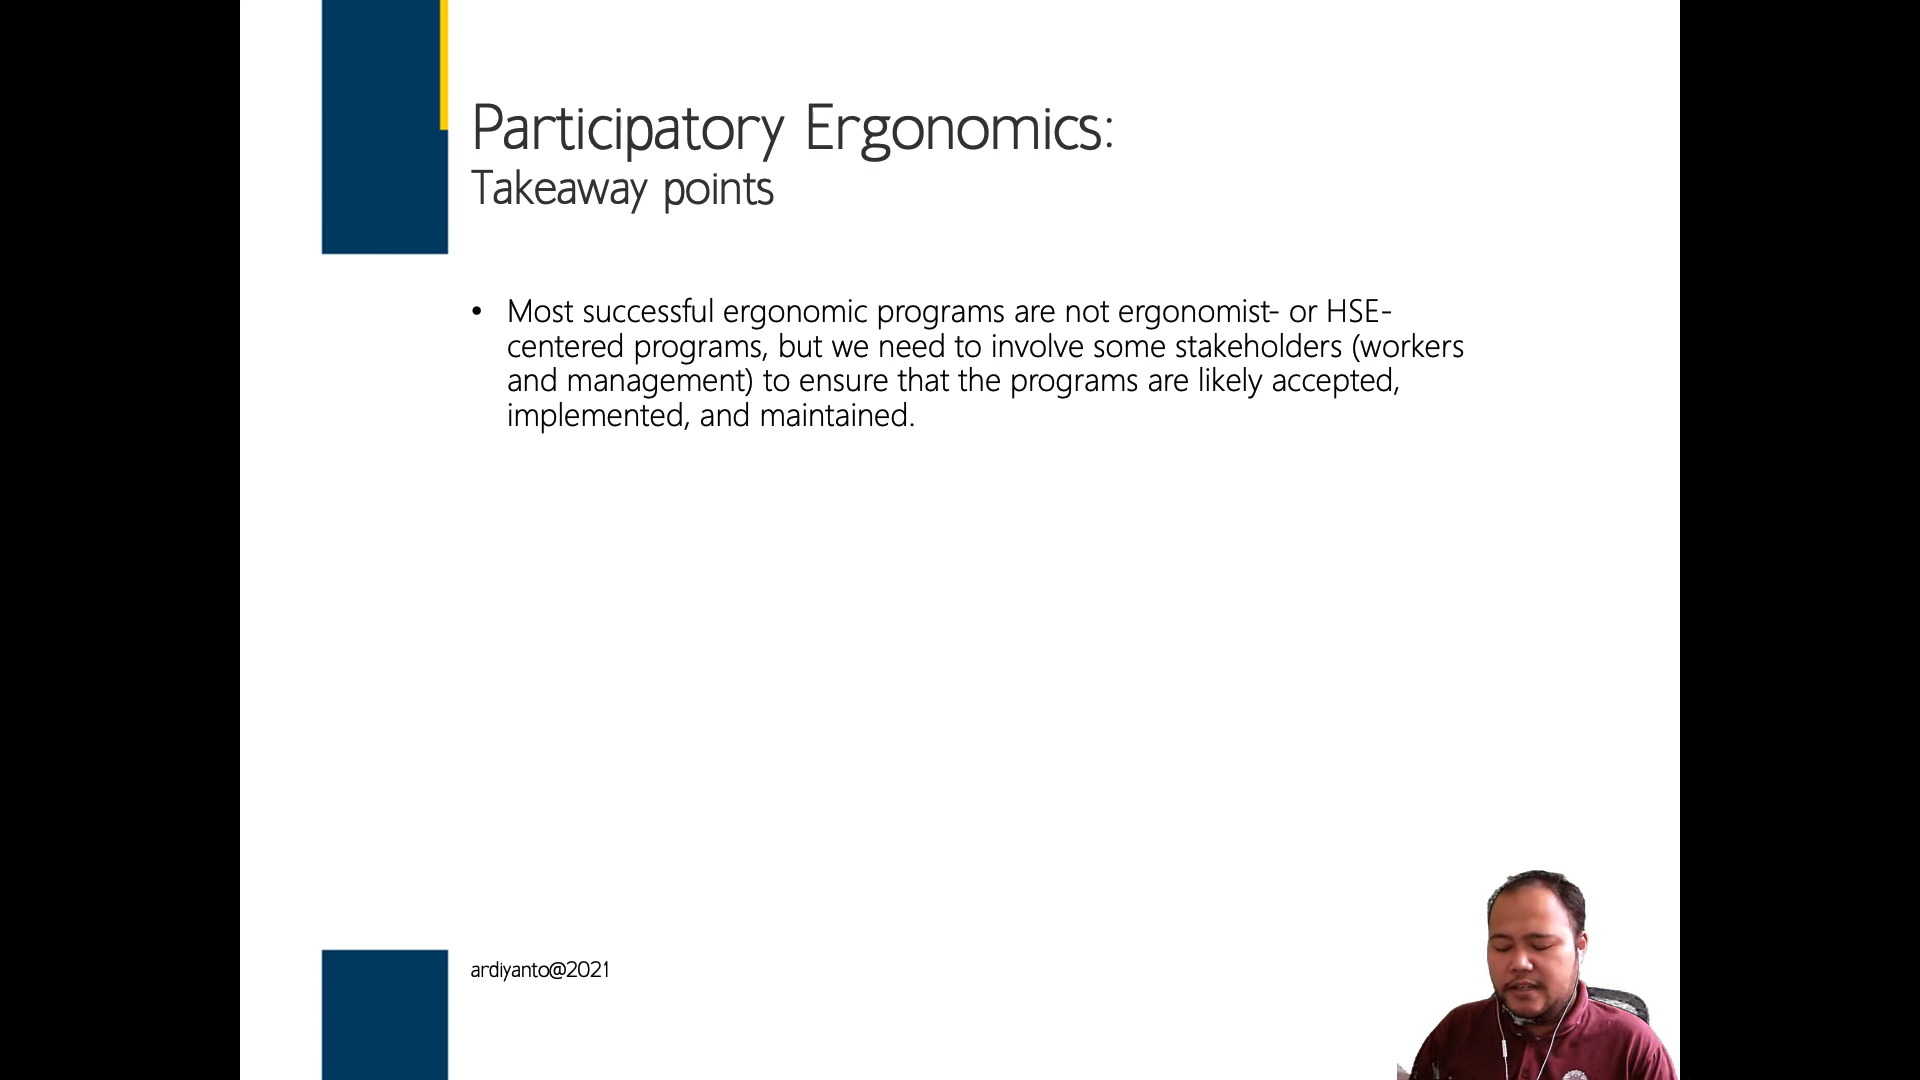 Participatory Ergonomics:
Takeaway points
• Most successful ergonomic programs are not ergonomist- or HSE-
centered programs, but we need to involve some stakeholders (workers
and management) to ensure that the programs are likely accepted,
implemented, and maintained.
ardiyanto@2021